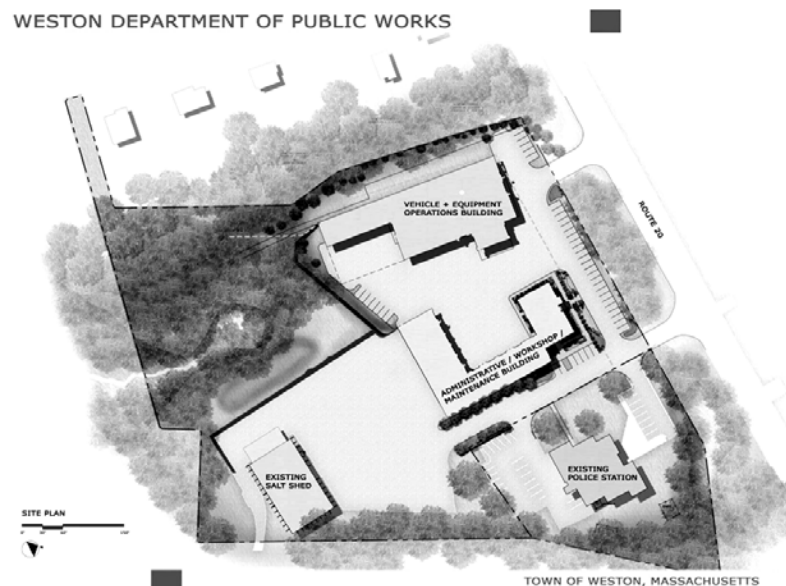 WESTON DEPARTMENT OF PUBLIC WORKS
VEHICLE + EQUIPMENT
OPERATIONS BUILDING
ROUTE 20
ADMINISTRATIVE / WORKSHOP /
MAINTENANCE BUILDING
EXISTING
SALT SHED
EXISTING
POLICE STATION
SITE PLAN
TOWN OF WESTON, MASSACHUSETTS